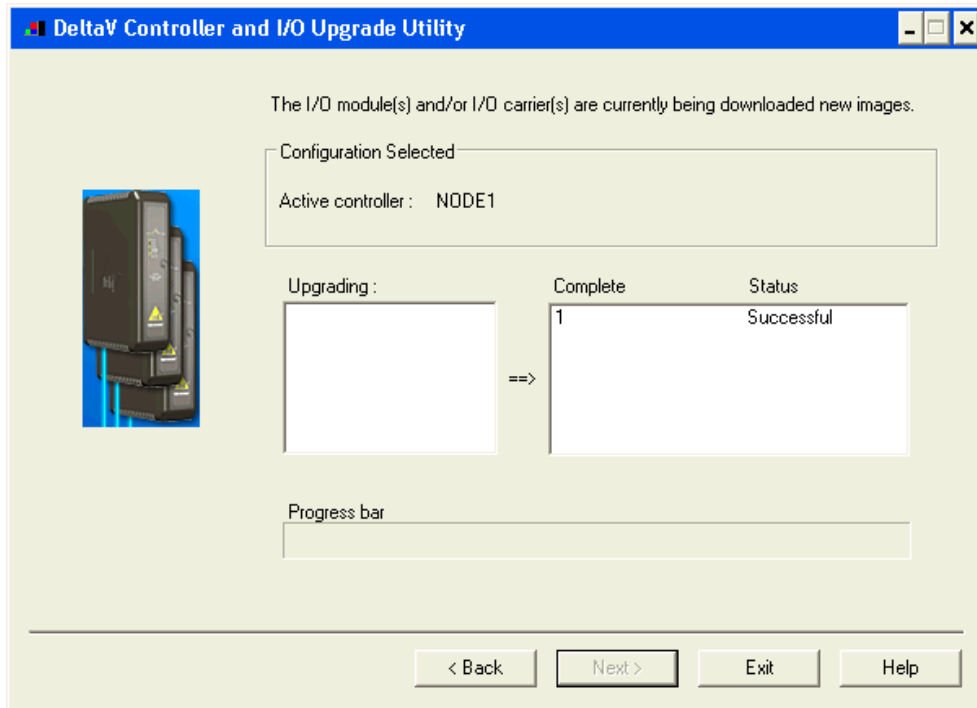 DeltaV Controller and I/O Upgrade Utility
The I/O module(s) and/or I/O carrier(s) are currently being downloaded new images.
Configuration Selected
Active controller : NODE1
Upgrading :
Complete Status
1 Successful
==>
Progress bar
< Back Next > Exit Help